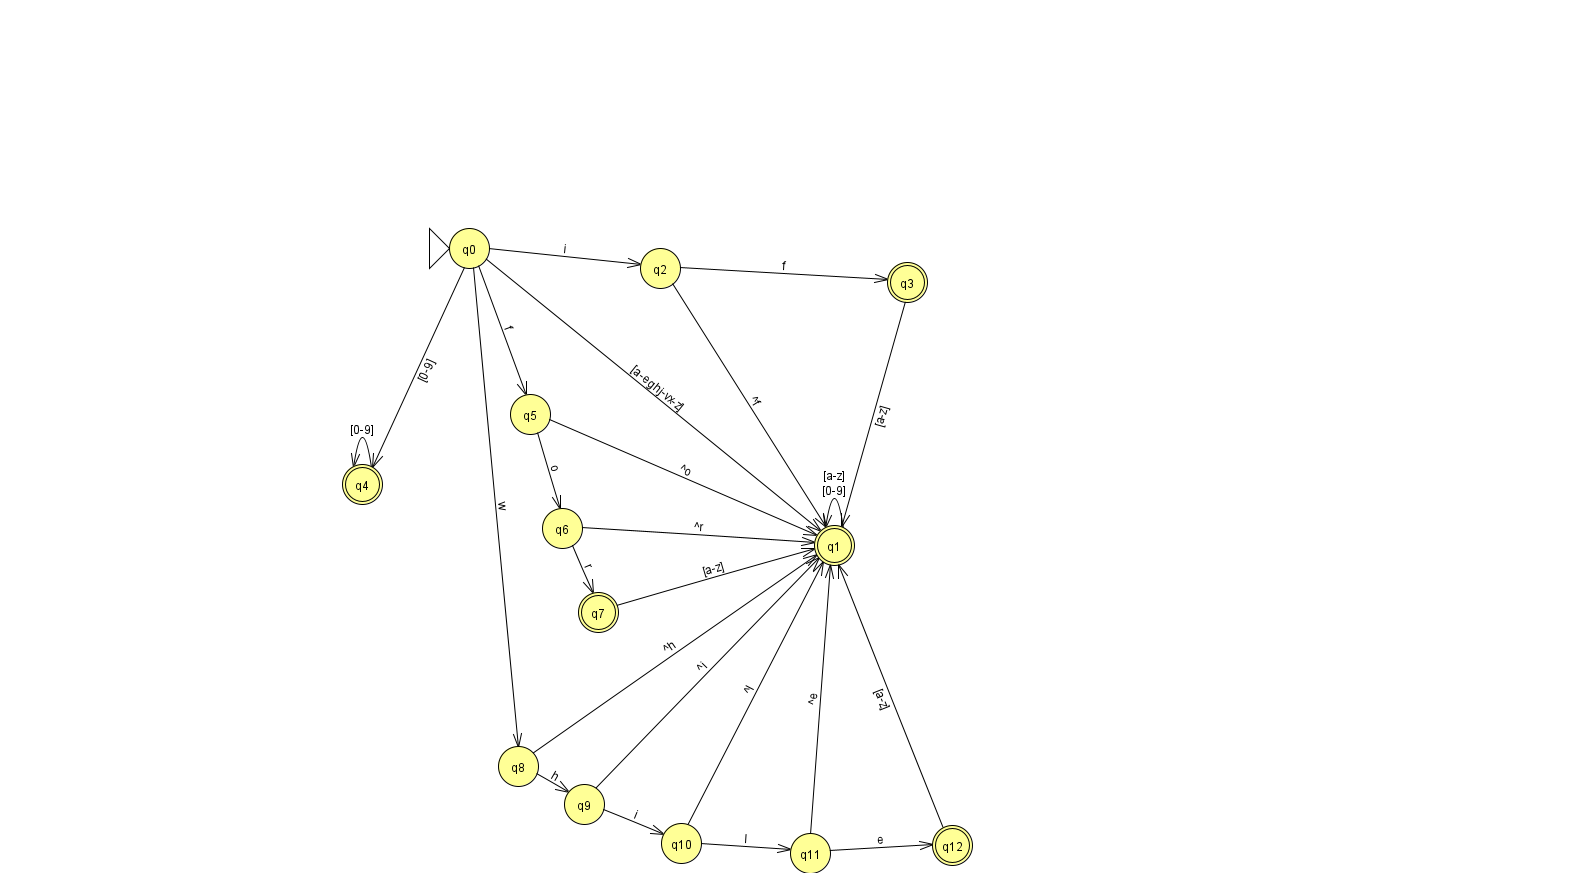 q0
i
q2
f
q3
f
[0-9]
[a-eghj-vx-z]
^f
[a-z]
q5
[0-9]
q4
o
^o
w
[a-z]
[0-9]
q6
^r
q1
r
[a-z]
q7
^h
^i
^l
^e
[a-z]
q8
h
q9
i
q10
l
q11
e
q12